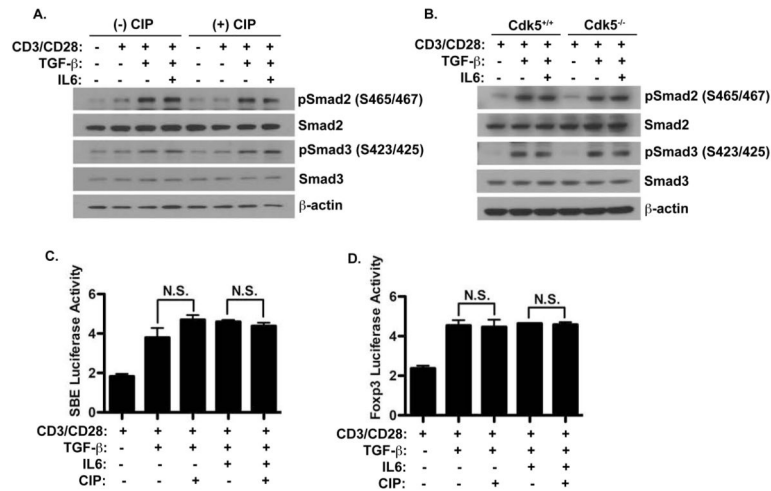 A.
(-) CIP (+) CIP
CD3/CD28: - + + + - + + +
TGF-β: - - + + - - + +
IL6: - - - + - - - +
pSmad2 (S465/467)
Smad2
pSmad3 (S423/425)
Smad3
β-actin
B.
Cdk5+/+ Cdk5-/-
CD3/CD28: + + + + + +
TGF-β: - + + - + +
IL6: - - + - - +
pSmad2 (S465/467)
Smad2
pSmad3 (S423/425)
Smad3
β-actin
C.
SBE Luciferase Activity
6
4
2
0
N.S. N.S.
CD3/CD28: + + + + +
TGF-β: - + + + +
IL6: - - - + +
CIP: - - + - +
D.
Foxp3 Luciferase Activity
6
4
2
0
N.S. N.S.
CD3/CD28: + + + + +
TGF-β: - + + + +
IL6: - - - + +
CIP: - - + - +